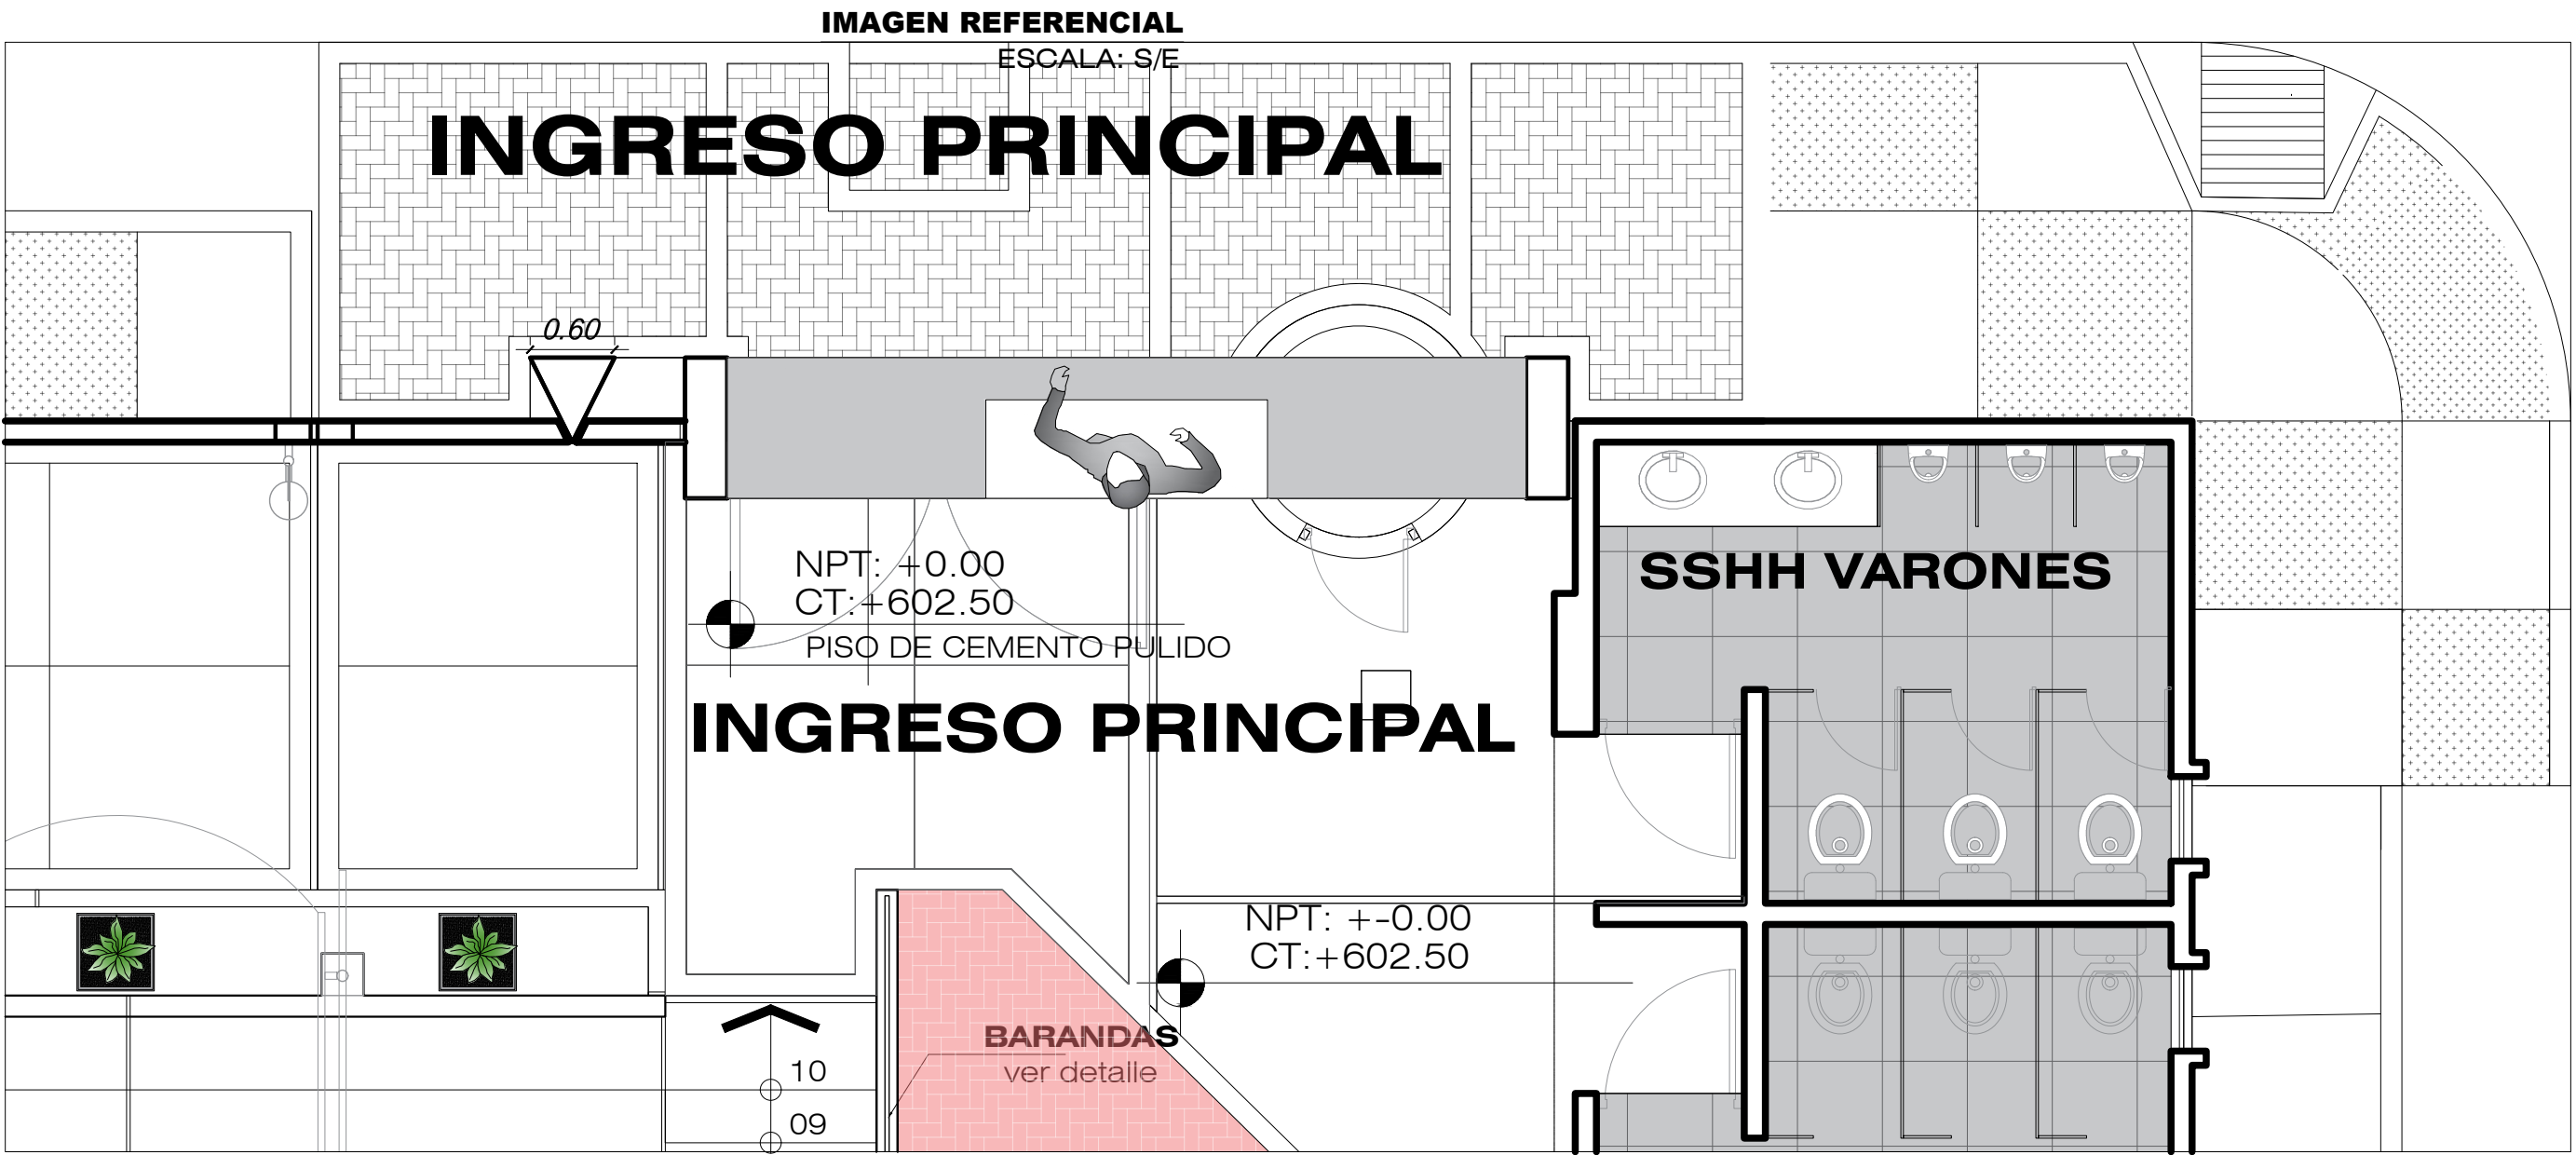 IMAGEN REFERENCIAL
ESCALA: S/E
INGRESO PRINCIPAL
0.60
NPT: +0.00
CT:+602.50
PISO DE CEMENTO PULIDO
SSHH VARONES
INGRESO PRINCIPAL
NPT: +-0.00
CT:+602.50
BARANDAS
ver detalle
10
09